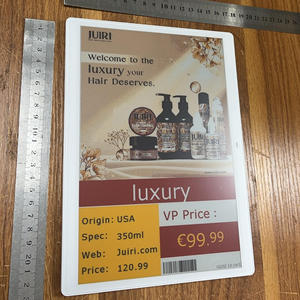 JUIRI
Welcome to the
luxury your
Hair Deserves.
luxury
Origin: USA
Spec: 350ml
Web: Juiri.com
Price: 120.99
VP Price :
€99.99